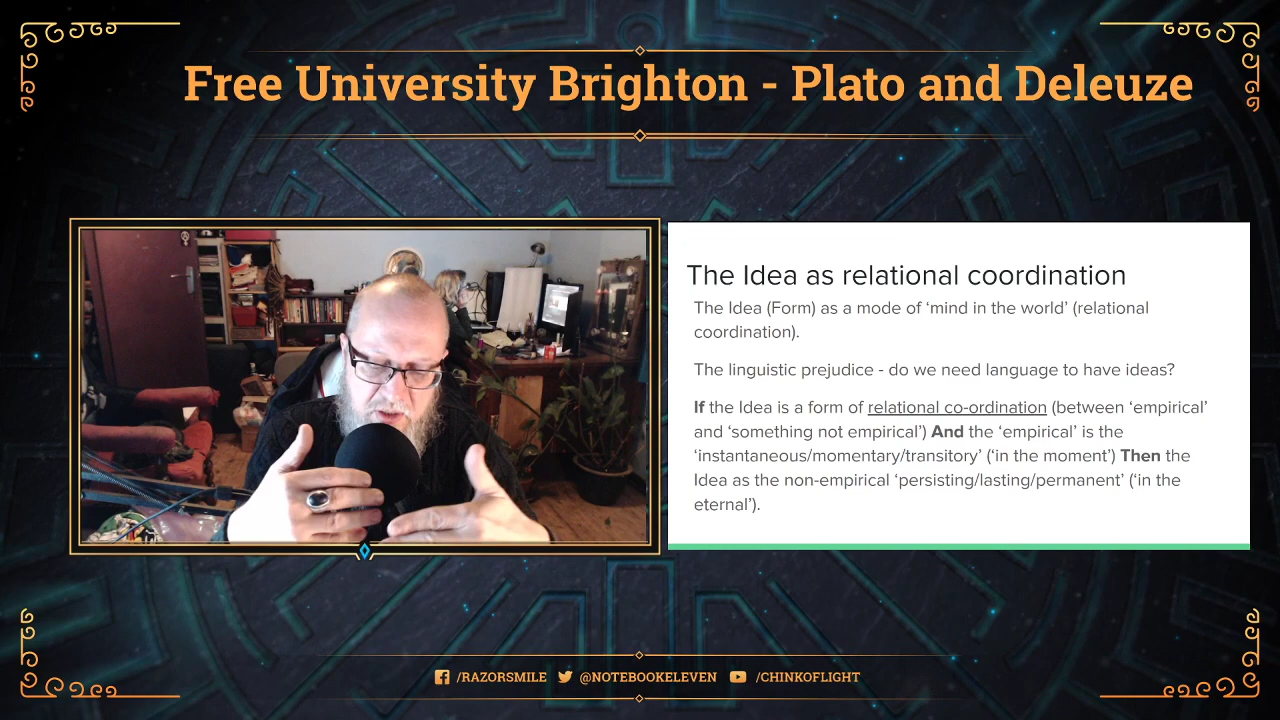 Free University Brighton - Plato and Deleuze
The Idea as relational coordination
The Idea (Form) as a mode of ‘mind in the world’ (relational
coordination).
The linguistic prejudice - do we need language to have ideas?
If the Idea is a form of relational co-ordination (between ‘empirical’
and ‘something not empirical’) And the ‘empirical’ is the
‘instantaneous/momentary/transitory’ (‘in the moment’) Then the
Idea as the non-empirical ‘persisting/lasting/permanent’ (‘in the
eternal’).
/RAZORSMILE @NOTEBOOKELEVEN /CHINKOFLIGHT